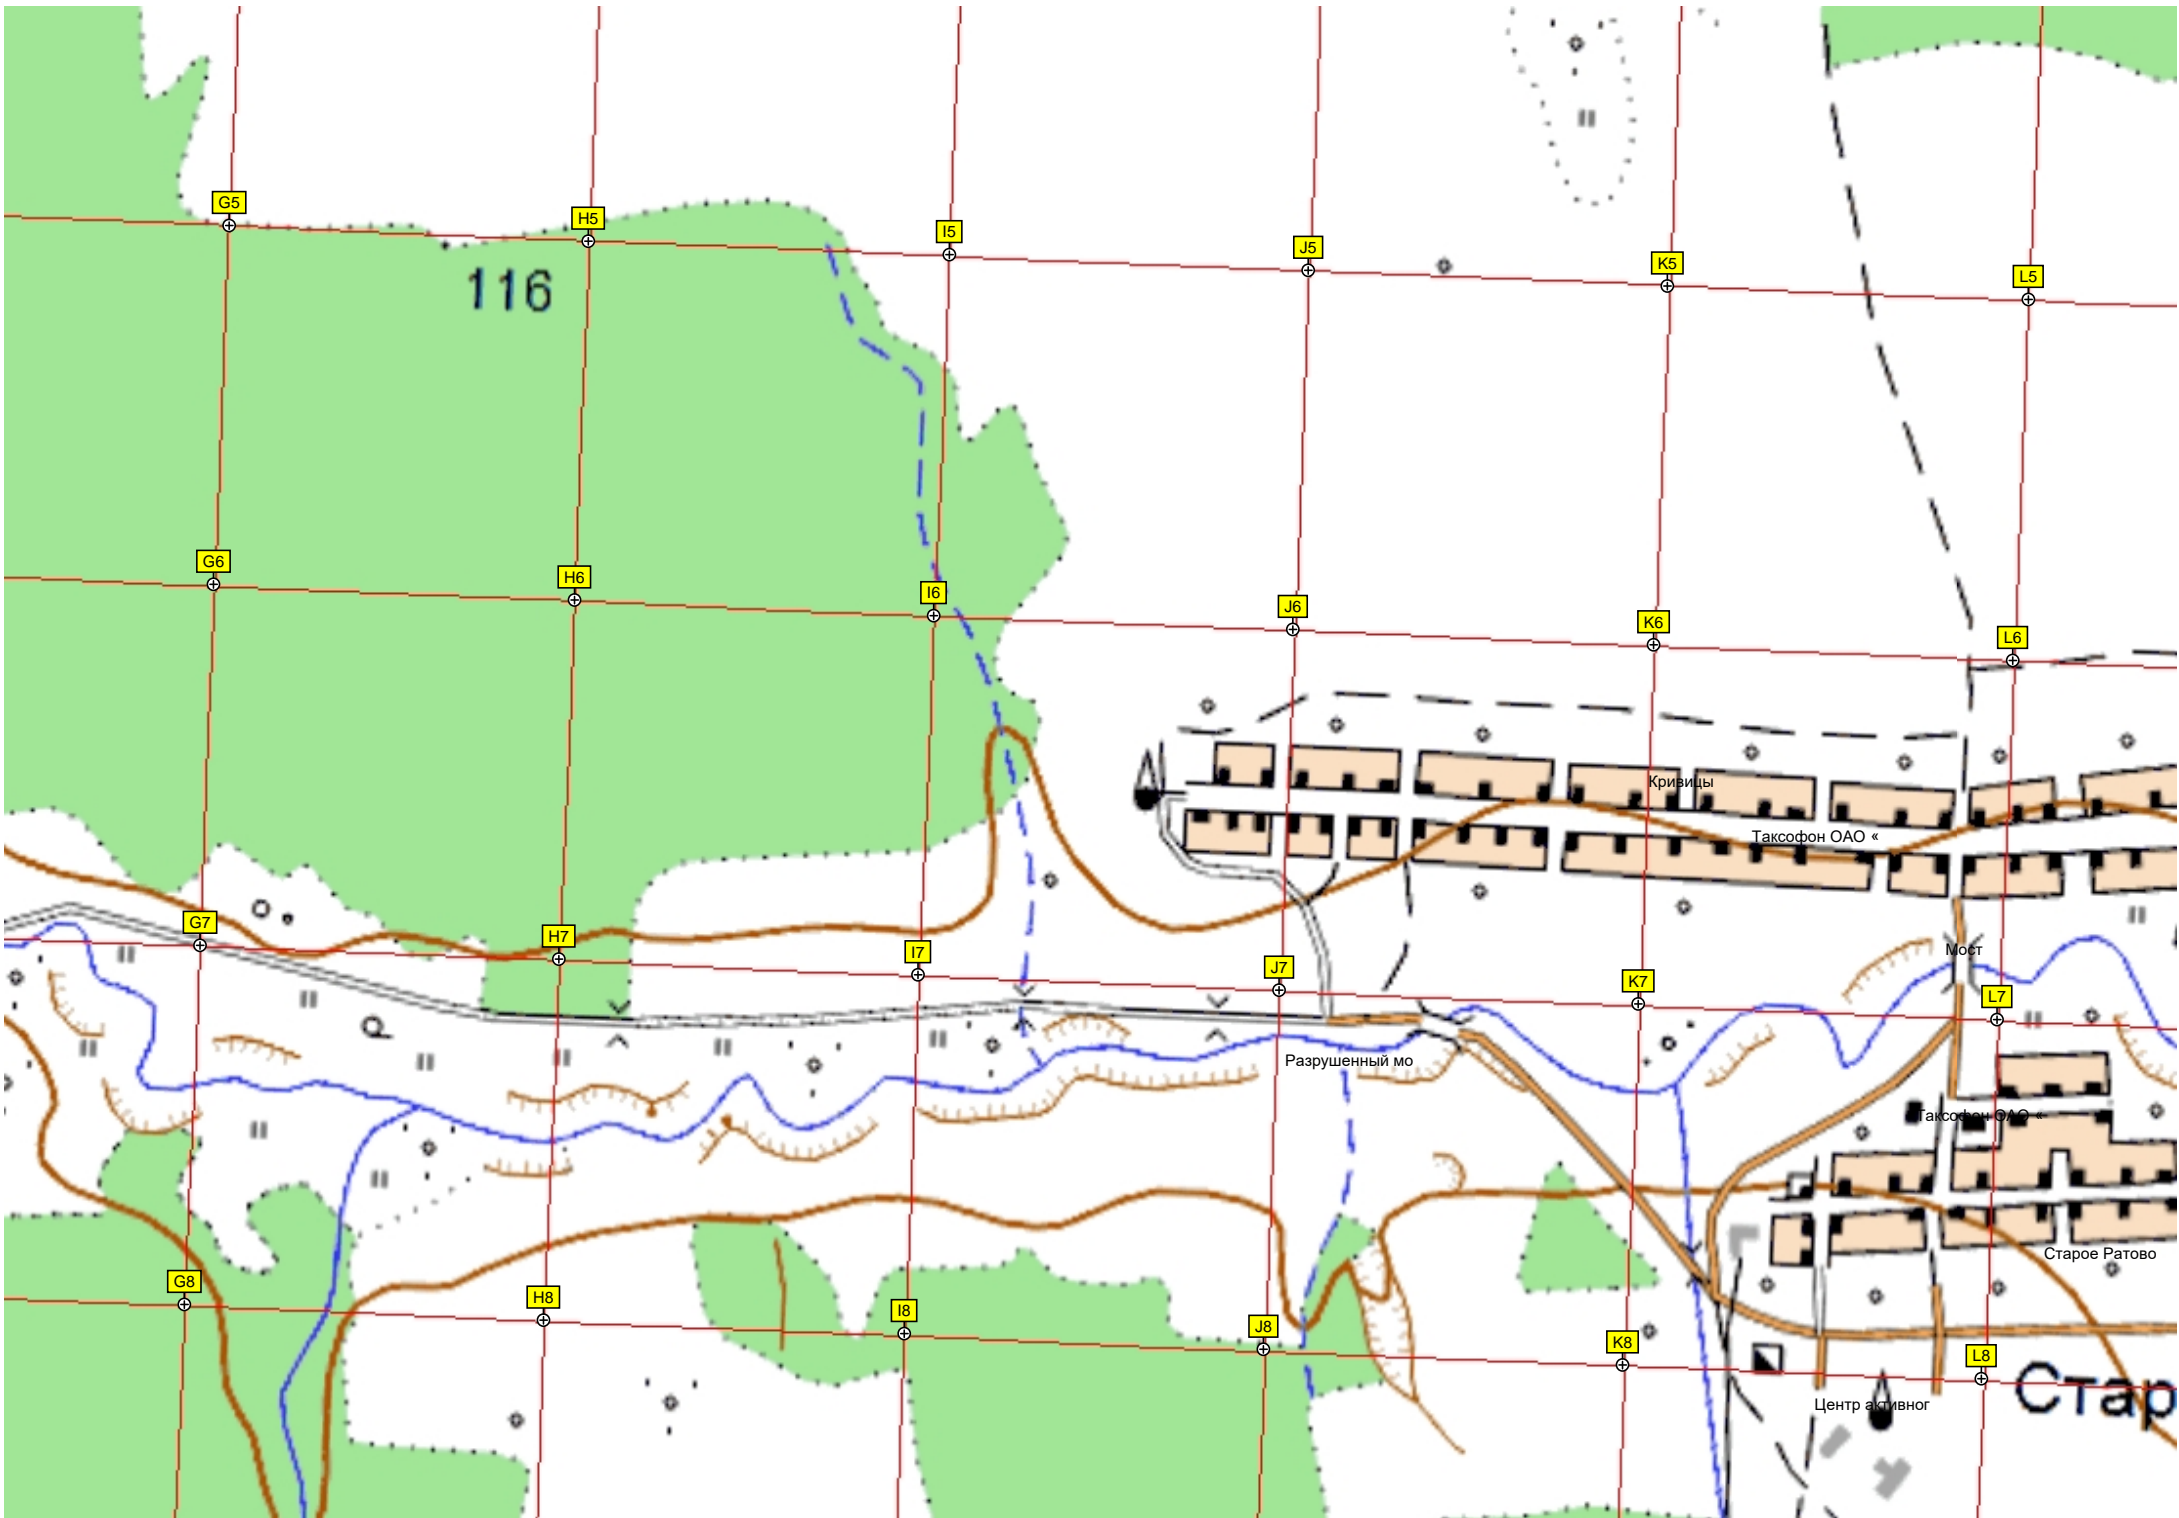 G5
H5
I5
J5
K5
L5
116
G6
H6
I6
J6
K6
L6
Кривицы
Таксофон ОАО «
G7
H7
I7
J7
K7
L7
Мост
Разрушенный мо
Таксофон ОАО «
Старое Ратово
G8
H8
I8
J8
K8
L8
Стар
Центр активног